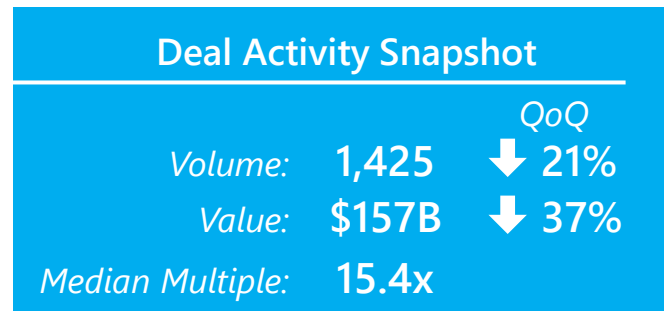 Deal Activity Snapshot
QoQ
Volume: 1,425 21%
Value: $157B 37%
Median Multiple: 15.4x